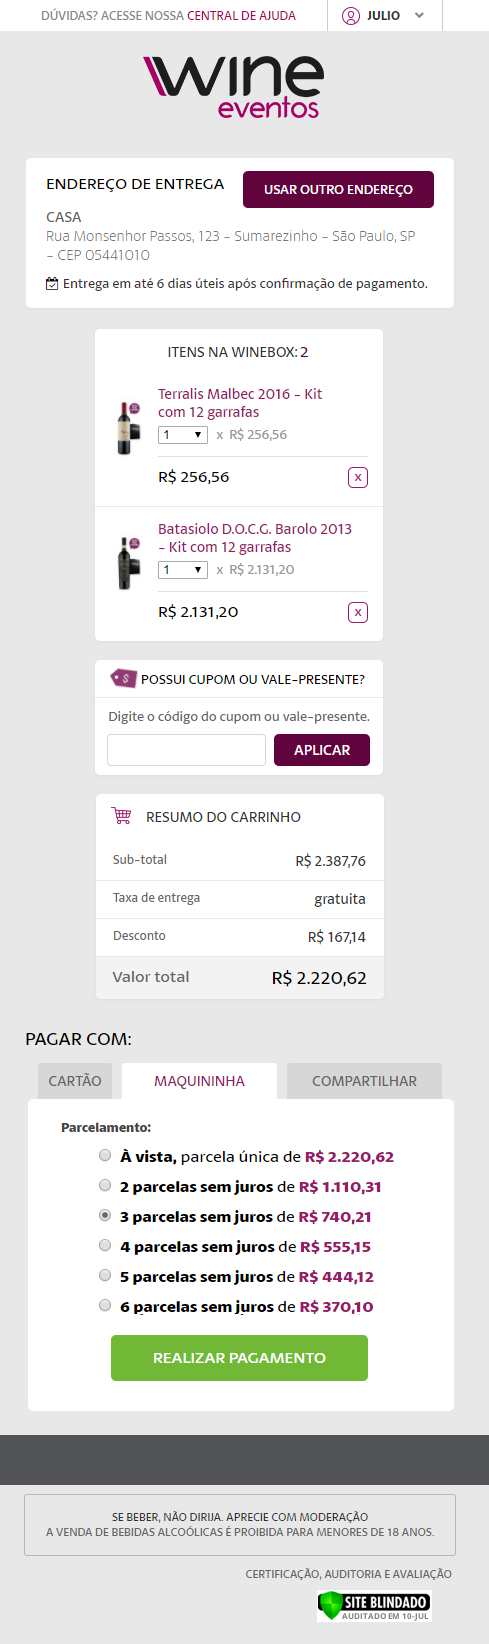 DÚVIDAS? ACESSE NOSSA CENTRAL DE AJUDA
JULIO
wine
eventos
ENDEREÇO DE ENTREGA
USAR OUTRO ENDEREÇO
CASA
Rua Monsenhor Passos, 123 - Sumarezinho - São Paulo, SP
- CEP 05441010
Entrega em até 6 dias úteis após confirmação de pagamento.
ITENS NA WINEBOX: 2
Terralis Malbec 2016 - Kit
com 12 garrafas
1 x R$ 256,56
R$ 256,56
x
Batasiolo D.O.C.G. Barolo 2013
- Kit com 12 garrafas
1 x R$ 2.131,20
R$ 2.131,20
x
POSSUI CUPOM OU VALE-PRESENTE?
Digite o código do cupom ou vale-presente.
APLICAR
RESUMO DO CARRINHO
Sub-total R$ 2.387,76
Taxa de entrega gratuita
Desconto R$ 167,14
Valor total R$ 2.220,62
PAGAR COM:
CARTÃO MAQUININHA COMPARTILHAR
Parcelamento:
À vista, parcela única de R$ 2.220,62
2 parcelas sem juros de R$ 1.110,31
3 parcelas sem juros de R$ 740,21
4 parcelas sem juros de R$ 555,15
5 parcelas sem juros de R$ 444,12
6 parcelas sem juros de R$ 370,10
REALIZAR PAGAMENTO
SE BEBER, NÃO DIRIJA. APRECIE COM MODERAÇÃO
A VENDA DE BEBIDAS ALCOÓLICAS É PROIBIDA PARA MENORES DE 18 ANOS.
CERTIFICAÇÃO, AUDITORIA E AVALIAÇÃO
SITE BLINDADO
AUDITADO EM 10-JUL